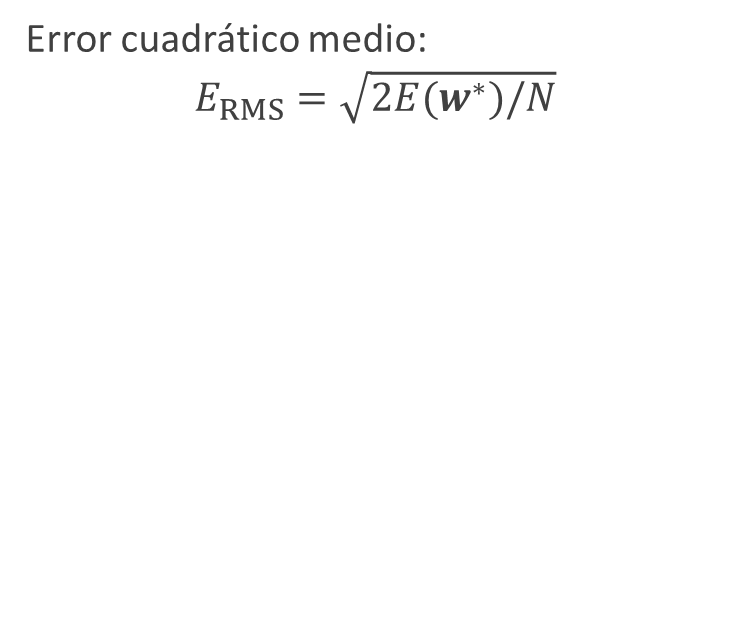 Error cuadrático medio:
E_RMS = √2E(w*)/N